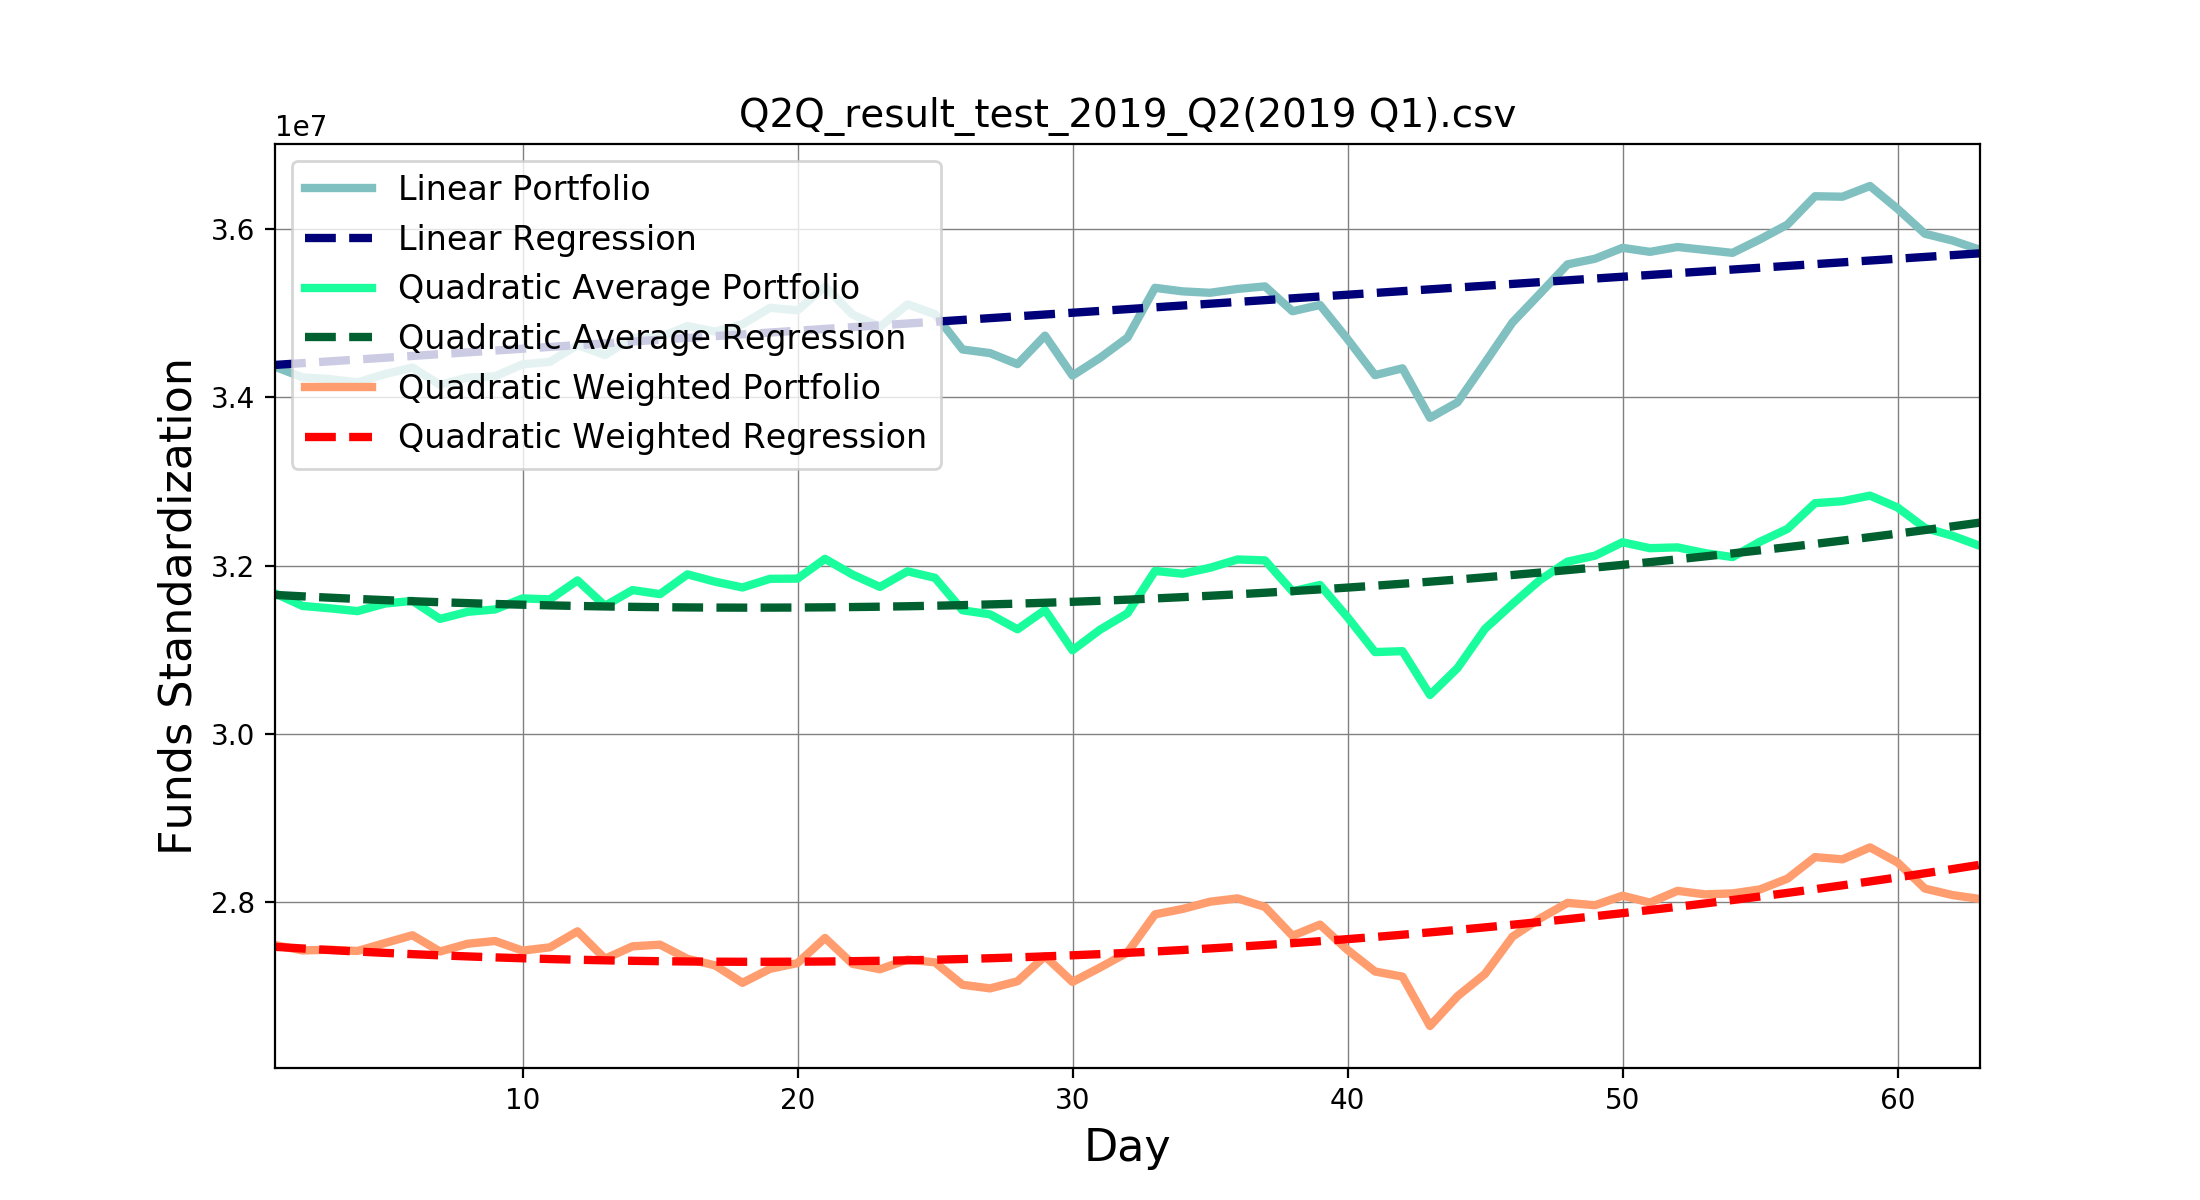 Q2Q_result_test_2019_Q2(2019 Q1).csv
1e7
Linear Portfolio
Linear Regression
Quadratic Average Portfolio
Quadratic Average Regression
Quadratic Weighted Portfolio
Quadratic Weighted Regression
3.6
3.4
3.2
3.0
2.8
Funds Standardization
10 20 30 40 50 60
Day